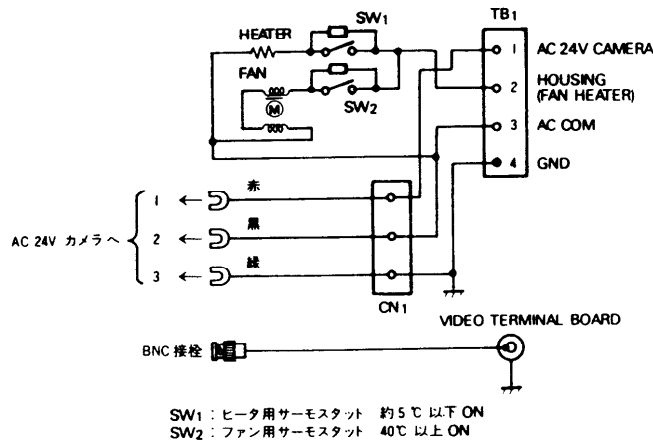 SW1
TB1
HEATER
1 AC 24V CAMERA
FAN
2 HOUSING
(FAN HEATER)
M
SW2
3 AC COM
4 GND
赤
1
黒
AC 24V カメラへ
2
緑
3
CN1
VIDEO TERMINAL BOARD
BNC 接栓
SW1 : ヒータ用サーモスタット 約5℃ 以下 ON
SW2 : ファン用サーモスタット 40℃ 以上 ON